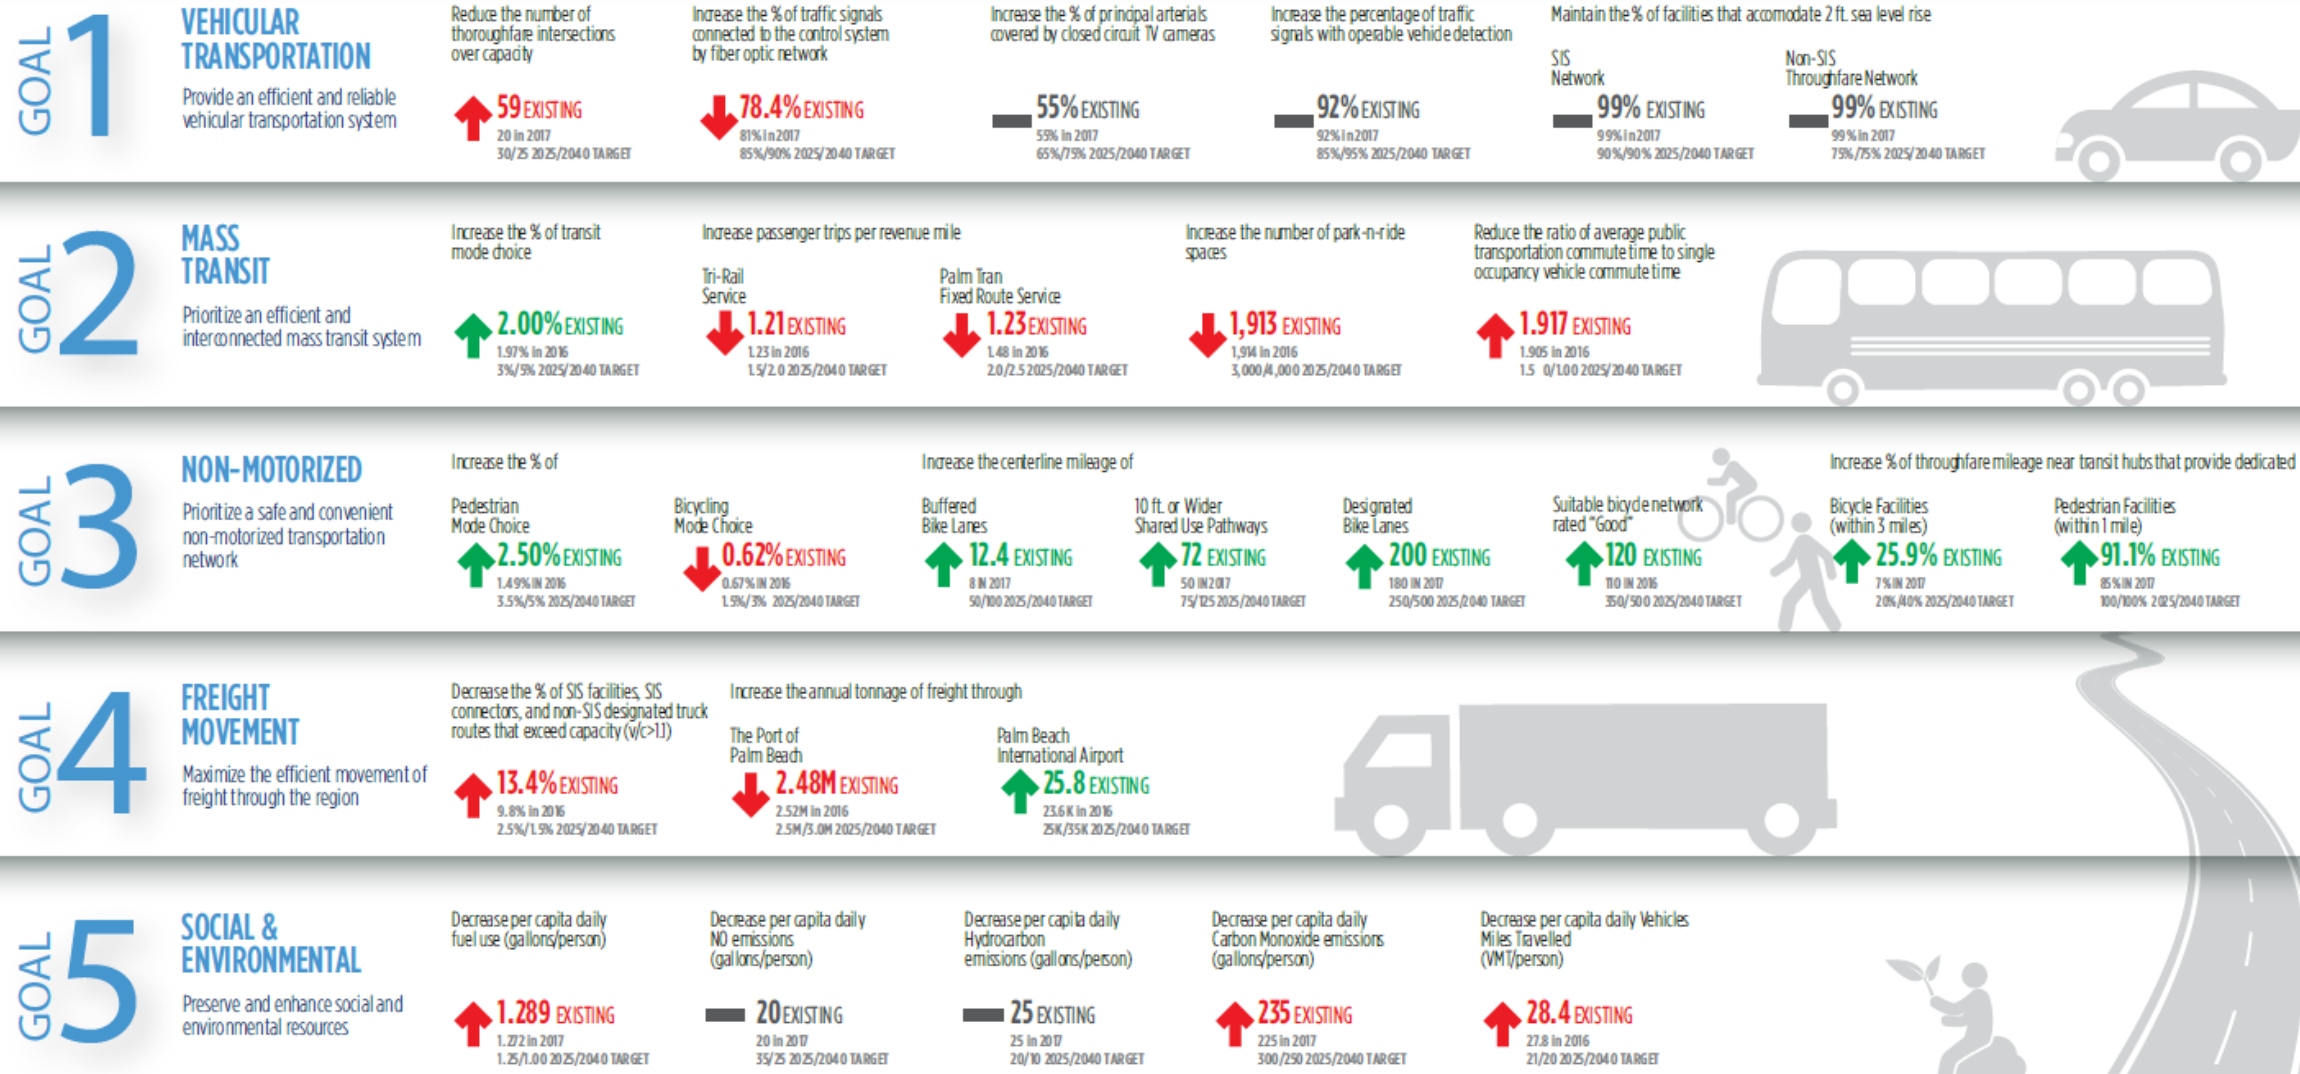 GOAL 1
VEHICULAR
TRANSPORTATION
Provide an efficient and reliable
vehicular transportation system
Reduce the number of
thoroughfare intersections
over capacity
59 EXISTING
20 in 2017
30/25 2025/2040 TARGET
Increase the % of traffic signals
connected to the control system
by fiber optic network
78.4% EXISTING
81% in 2017
85%/90% 2025/2040 TARGET
Increase the % of principal arterials
covered by closed circuit TV cameras
55% EXISTING
55% in 2017
65%/75% 2025/2040 TARGET
Increase the percentage of traffic
signals with operable vehicle detection
92% EXISTING
92% in 2017
85%/95% 2025/2040 TARGET
Maintain the % of facilities that accomodate 2 ft. sea level rise
SIS
Network
99% EXISTING
99% in 2017
90%/90% 2025/2040 TARGET
Non-SIS
Throughfare Network
99% EXISTING
99% in 2017
75%/75% 2025/2040 TARGET
GOAL 2
MASS
TRANSIT
Prioritize an efficient and
interconnected mass transit system
Increase the % of transit
mode choice
2.00% EXISTING
1.97% in 2016
3%/5% 2025/2040 TARGET
Increase passenger trips per revenue mile
Tri-Rail
Service
1.21 EXISTING
1.23 in 2016
1.5/2.0 2025/2040 TARGET
Palm Tran
Fixed Route Service
1.23 EXISTING
1.48 in 2016
2.0/2.5 2025/2040 TARGET
Increase the number of park-n-ride
spaces
1,913 EXISTING
1,914 in 2016
3,000/4,000 2025/2040 TARGET
Reduce the ratio of average public
transportation commute time to single
occupancy vehicle commute time
1.917 EXISTING
1.905 in 2016
1.5 0/1.00 2025/2040 TARGET
GOAL 3
NON-MOTORIZED
Prioritize a safe and convenient
non-motorized transportation
network
Increase the % of
Pedestrian
Mode Choice
2.50% EXISTING
1.49% IN 2016
3.5%/5% 2025/2040 TARGET
Bicycling
Mode Choice
0.62% EXISTING
0.67% IN 2016
1.5%/3% 2025/2040 TARGET
Increase the centerline mileage of
Buffered
Bike Lanes
12.4 EXISTING
8 IN 2017
50/100 2025/2040 TARGET
10 ft. or Wider
Shared Use Pathways
72 EXISTING
50 IN 2017
75/125 2025/2040 TARGET
Designated
Bike Lanes
200 EXISTING
180 IN 2017
250/500 2025/2040 TARGET
Suitable bicycle network
rated "Good"
120 EXISTING
110 IN 2016
350/500 2025/2040 TARGET
Increase % of throughfare mileage near transit hubs that provide dedicated
Bicycle Facilities
(within 3 miles)
25.9% EXISTING
7% IN 2017
20%/40% 2025/2040 TARGET
Pedestrian Facilities
(within 1 mile)
91.1% EXISTING
85% IN 2017
100/100% 2025/2040 TARGET
GOAL 4
FREIGHT
MOVEMENT
Maximize the efficient movement of
freight through the region
Decrease the % of SIS facilities, SIS
connectors, and non-SIS designated truck
routes that exceed capacity (v/c>1.1)
13.4% EXISTING
9.8% in 2016
2.5%/1.5% 2025/2040 TARGET
Increase the annual tonnage of freight through
The Port of
Palm Beach
2.48M EXISTING
2.52M in 2016
2.5M/3.0M 2025/2040 TARGET
Palm Beach
International Airport
25.8 EXISTING
23.6K in 2016
25K/35K 2025/2040 TARGET
GOAL 5
SOCIAL &
ENVIRONMENTAL
Preserve and enhance social and
environmental resources
Decrease per capita daily
fuel use (gallons/person)
1.289 EXISTING
1.272 in 2017
1.25/1.00 2025/2040 TARGET
Decrease per capita daily
NO emissions
(gallons/person)
20 EXISTING
20 in 2017
35/25 2025/2040 TARGET
Decrease per capita daily
Hydrocarbon
emissions (gallons/person)
25 EXISTING
25 in 2017
20/10 2025/2040 TARGET
Decrease per capita daily
Carbon Monoxide emissions
(gallons/person)
235 EXISTING
225 in 2017
300/250 2025/2040 TARGET
Decrease per capita daily Vehicles
Miles Travelled
(VMT/person)
28.4 EXISTING
27.8 in 2016
21/20 2025/2040 TARGET